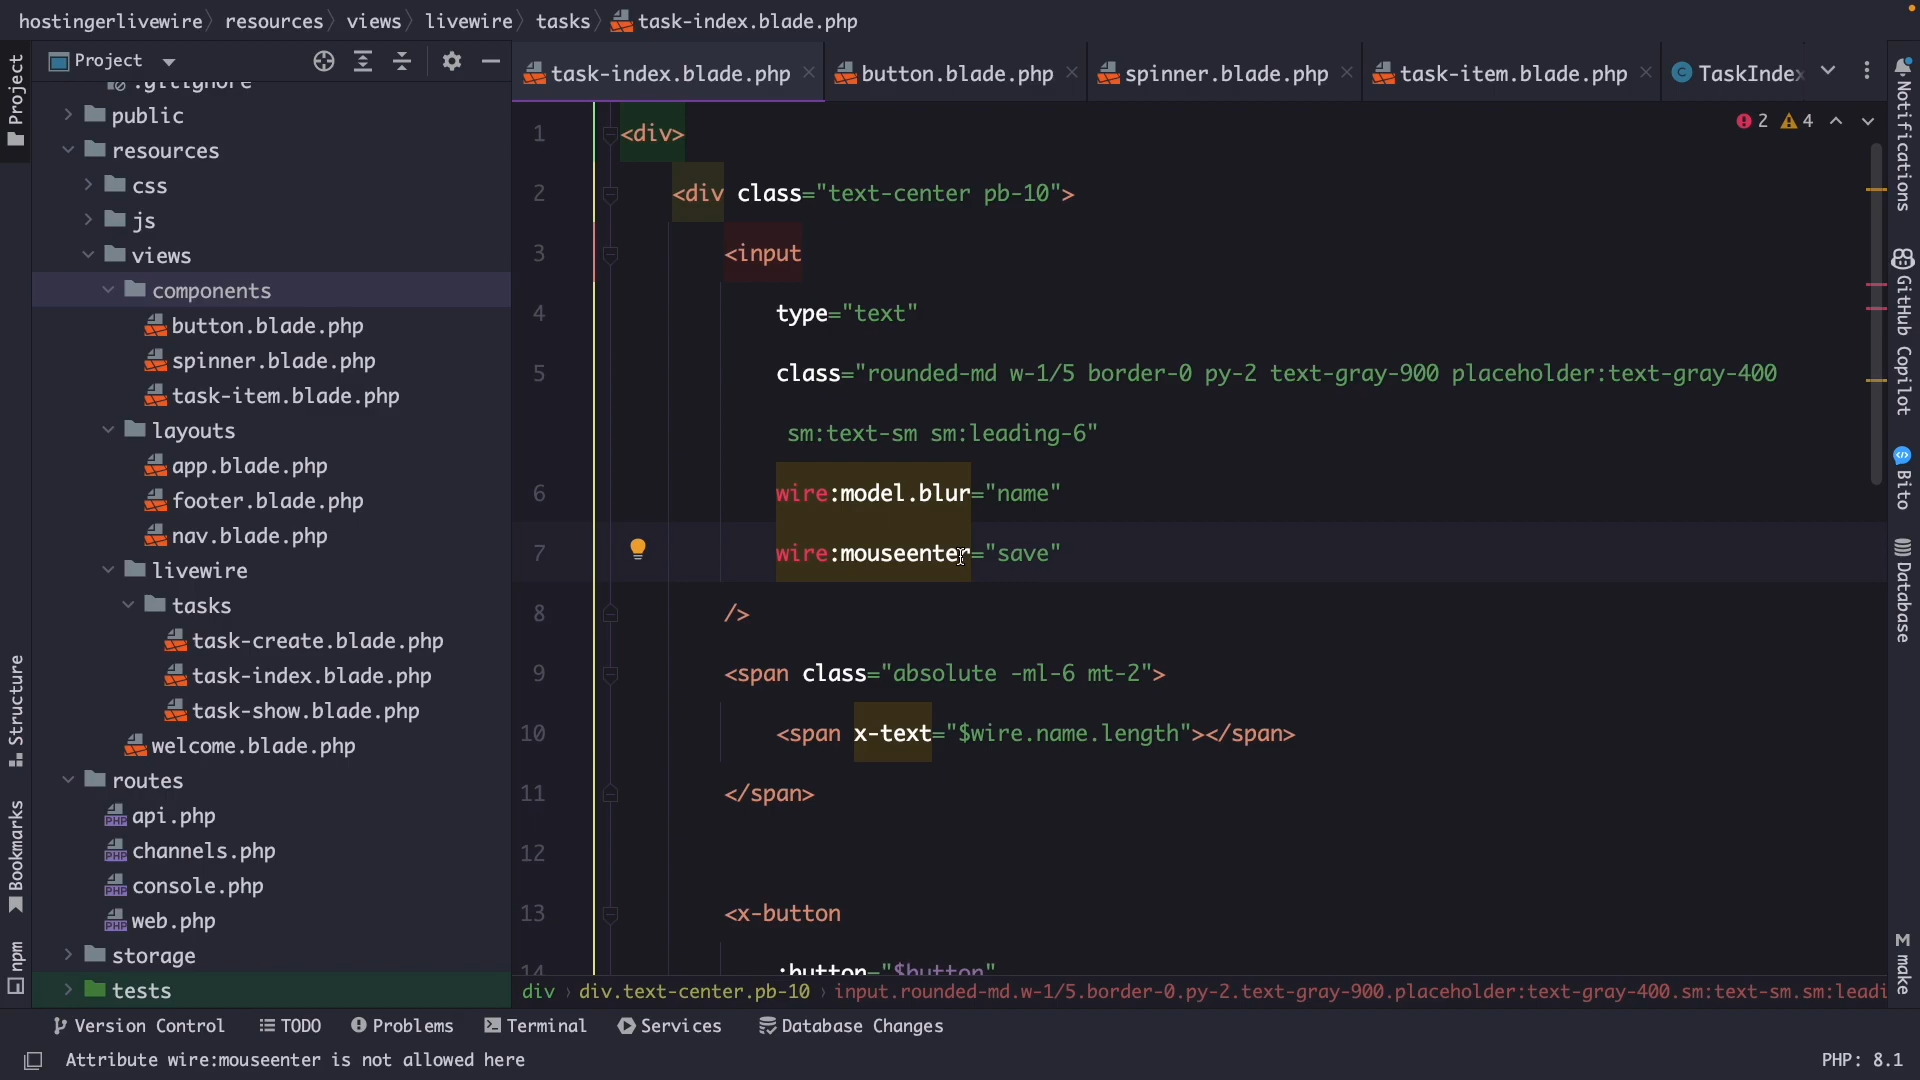 hostingerlivewire resources views livewire tasks task-index.blade.php
Project
task-index.blade.php button.blade.php spinner.blade.php task-item.blade.php TaskIndex
.gitignore
public
resources
css
js
views
components
button.blade.php
spinner.blade.php
task-item.blade.php
layouts
app.blade.php
footer.blade.php
nav.blade.php
livewire
tasks
task-create.blade.php
task-index.blade.php
task-show.blade.php
welcome.blade.php
routes
api.php
channels.php
console.php
web.php
storage
tests
Project
Structure
Bookmarks
npm
2 4
1 <div>
2 <div class="text-center pb-10">
3 <input
4 type="text"
5 class="rounded-md w-1/5 border-0 py-2 text-gray-900 placeholder:text-gray-400
sm:text-sm sm:leading-6"
6 wire:model.blur="name"
7 wire:mouseenter="save"
8 />
9 <span class="absolute -ml-6 mt-2">
10 <span x-text="$wire.name.length"></span>
11 </span>
12
13 <x-button
14 :button="$button"
div div.text-center.pb-10 input.rounded-md.w-1/5.border-0.py-2.text-gray-900.placeholder:text-gray-400.sm:text-sm.sm:leadi
Notifications
GitHub Copilot
Bito
Database
M make
Version Control TODO Problems Terminal Services Database Changes
Attribute wire:mouseenter is not allowed here
PHP: 8.1